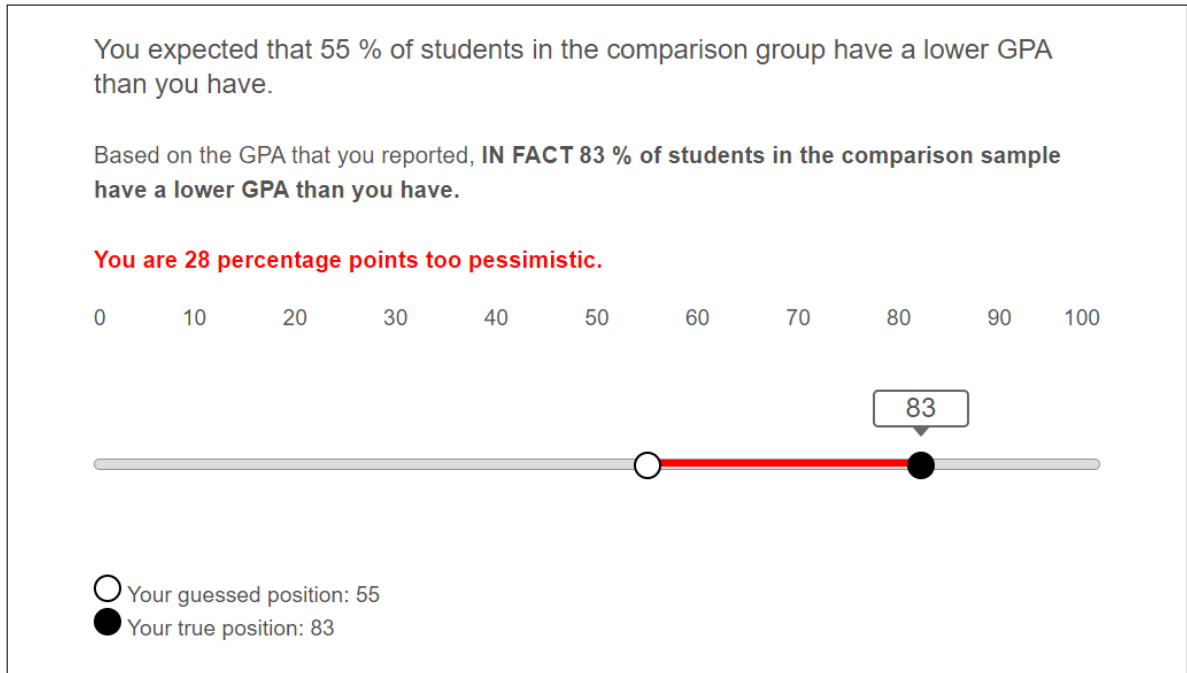 You expected that 55 % of students in the comparison group have a lower GPA
than you have.
Based on the GPA that you reported, IN FACT 83 % of students in the comparison sample
have a lower GPA than you have.
You are 28 percentage points too pessimistic.
0 10 20 30 40 50 60 70 80 90 100
83
Your guessed position: 55
Your true position: 83